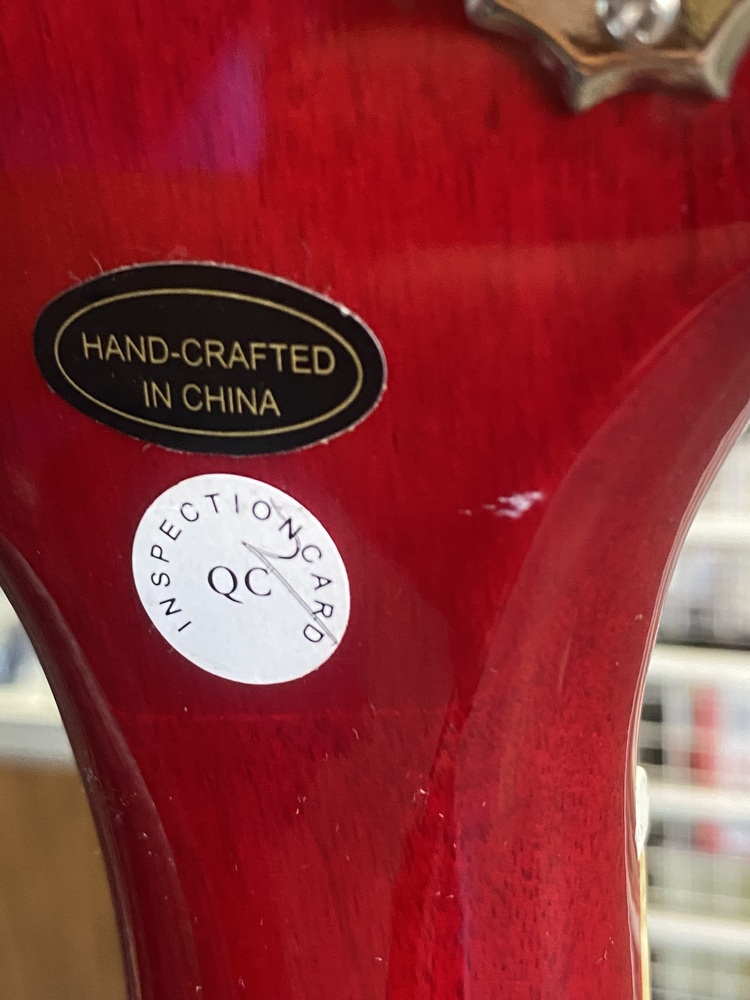 HAND-CRAFTED
IN CHINA
INSPECTION CARD
QC